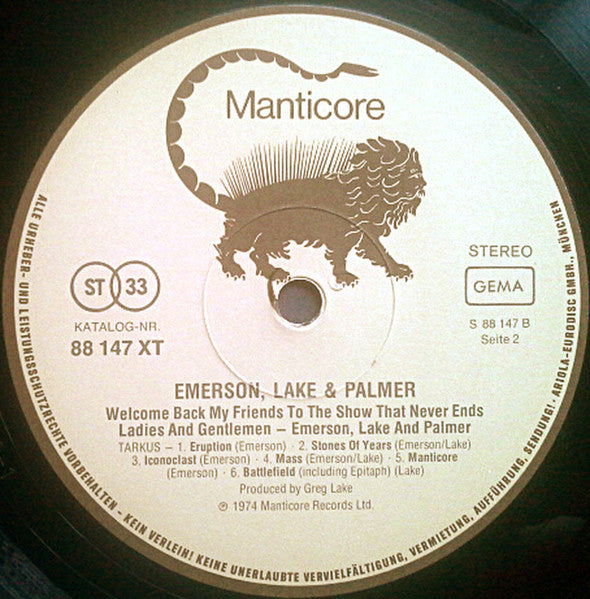 Manticore
ST 33
KATALOG-NR.
88 147 XT
STEREO
GEMA
S 88 147 B
Seite 2
EMERSON, LAKE & PALMER
Welcome Back My Friends To The Show That Never Ends
Ladies And Gentlemen – Emerson, Lake And Palmer
TARKUS – 1. Eruption (Emerson) · 2. Stones Of Years (Emerson/Lake)
3. Iconoclast (Emerson) · 4. Mass (Emerson/Lake) · 5. Manticore
(Emerson) · 6. Battlefield (including Epitaph) (Lake)
Produced by Greg Lake
℗ 1974 Manticore Records Ltd.
ALLE URHEBER- UND LEISTUNGSSCHUTZRECHTE VORBEHALTEN - KEIN VERLEIH! KEINE UNERLAUBTE VERVIELFÄLTIGUNG, VERMIETUNG, AUFFÜHRUNG, SENDUNG!. ARIOLA-EURODISC GMBH., MÜNCHEN